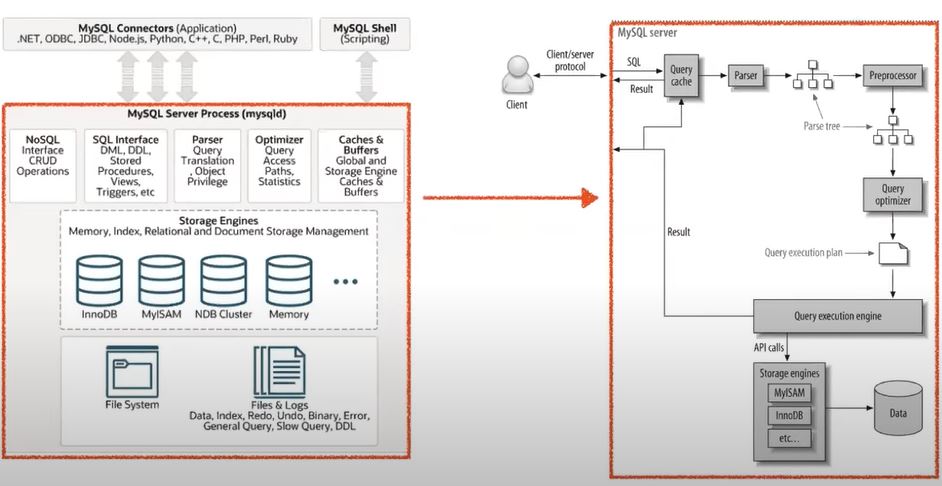 MySQL Connectors (Application)
.NET, ODBC, JDBC, Node.js, Python, C++, C, PHP, Perl, Ruby
MySQL Shell
(Scripting)
MySQL Server Process (mysqld)
NoSQL
Interface
CRUD
Operations
SQL Interface
DML, DDL,
Stored
Procedures,
Views,
Triggers, etc
Parser
Query
Translation
, Object
Privilege
Optimizer
Query
Access
Paths,
Statistics
Caches &
Buffers
Global and
Storage Engine
Caches &
Buffers
Storage Engines
Memory, Index, Relational and Document Storage Management
InnoDB
MyISAM
NDB Cluster
Memory
File System
Files & Logs
Data, Index, Redo, Undo, Binary, Error,
General Query, Slow Query, DDL
MySQL server
Client/server
protocol
Client
SQL
Result
Query
cache
Parser
Preprocessor
Parse tree
Query
optimizer
Result
Query execution plan
Query execution engine
API calls
Storage engines
MyISAM
InnoDB
etc...
Data